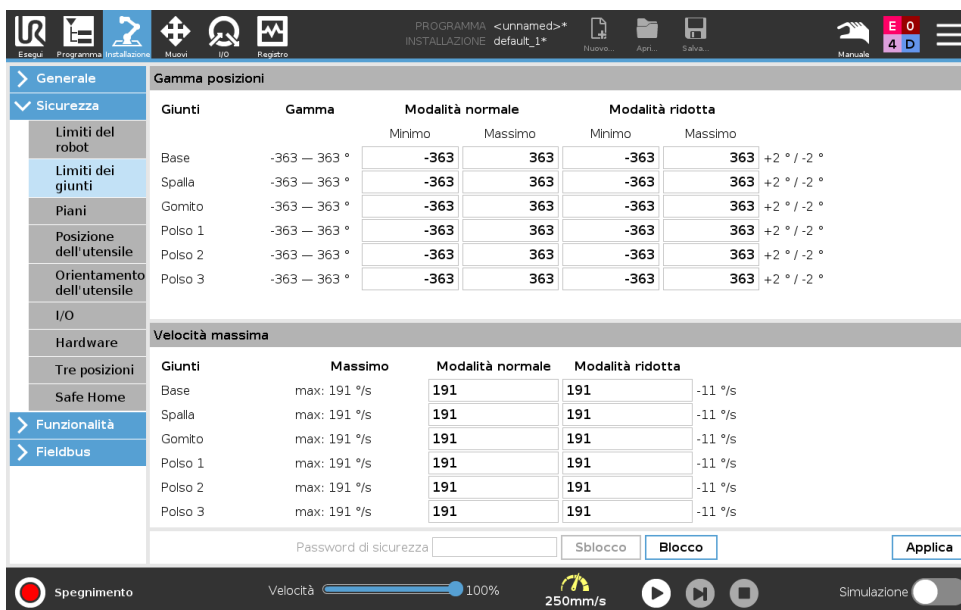 UR
PROGRAMMA <unnamed>*
INSTALLAZIONE default_1*
Esegui Programma Installazione Muovi I/O Registro Nuovo... Apri... Salva... Manuale
E 0
4 D
Generale
Sicurezza
Limiti del
robot
Limiti dei
giunti
Piani
Posizione
dell'utensile
Orientamento
dell'utensile
I/O
Hardware
Tre posizioni
Safe Home
Funzionalità
Fieldbus
Gamma posizioni
Giunti Gamma Modalità normale Modalità ridotta
Minimo Massimo Minimo Massimo
Base -363 — 363 ° -363 363 -363 363 +2 ° / -2 °
Spalla -363 — 363 ° -363 363 -363 363 +2 ° / -2 °
Gomito -363 — 363 ° -363 363 -363 363 +2 ° / -2 °
Polso 1 -363 — 363 ° -363 363 -363 363 +2 ° / -2 °
Polso 2 -363 — 363 ° -363 363 -363 363 +2 ° / -2 °
Polso 3 -363 — 363 ° -363 363 -363 363 +2 ° / -2 °
Velocità massima
Giunti Massimo Modalità normale Modalità ridotta
Base max: 191 °/s 191 191 -11 °/s
Spalla max: 191 °/s 191 191 -11 °/s
Gomito max: 191 °/s 191 191 -11 °/s
Polso 1 max: 191 °/s 191 191 -11 °/s
Polso 2 max: 191 °/s 191 191 -11 °/s
Polso 3 max: 191 °/s 191 191 -11 °/s
Password di sicurezza Sblocco Blocco Applica
Spegnimento Velocità 100% 250mm/s Simulazione